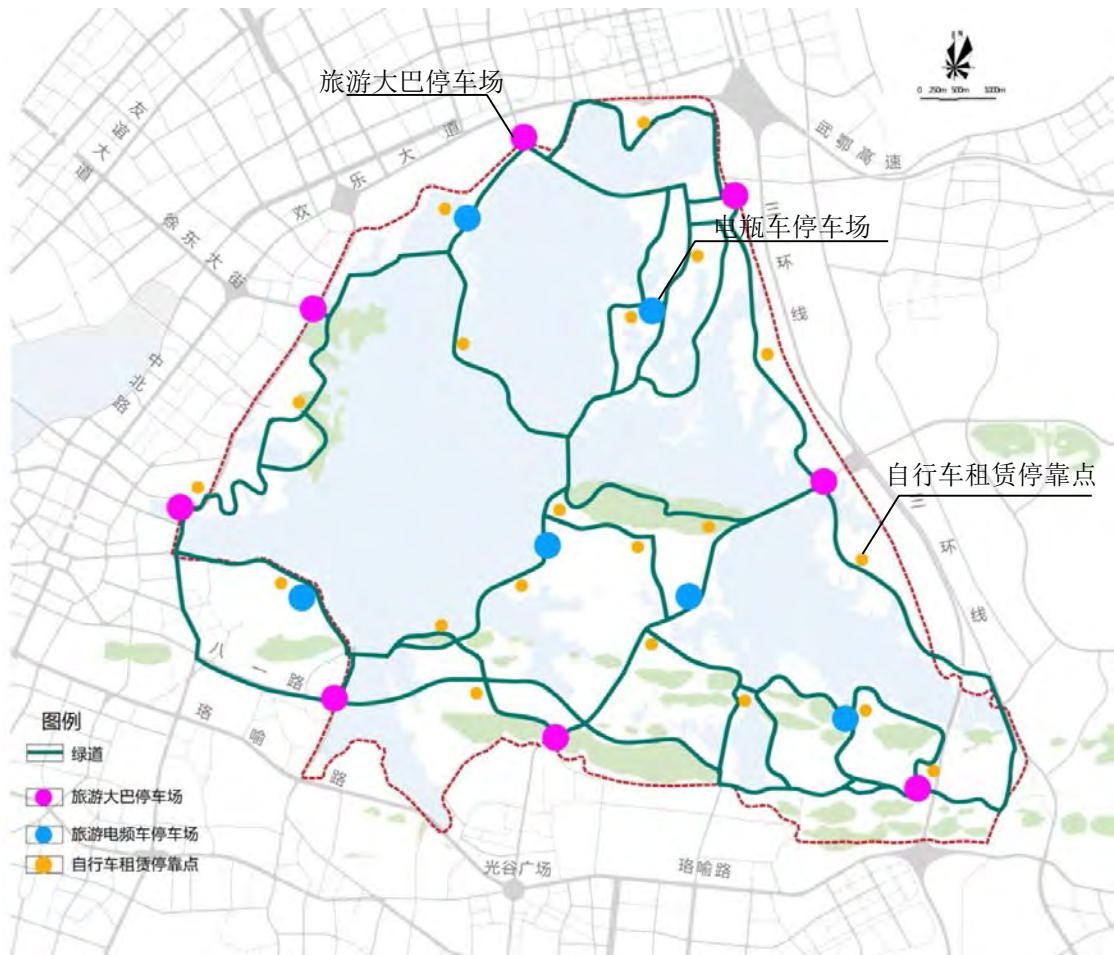 旅游大巴停车场
N
0 250m 500m 1000m
友谊大道
欢乐大道
武鄂高速
徐东大街
三环线
电瓶车停车场
中北路
自行车租赁停靠点
三环线
八一路
珞喻路
图例
绿道
旅游大巴停车场
旅游电频车停车场
自行车租赁停靠点
光谷广场
珞喻路